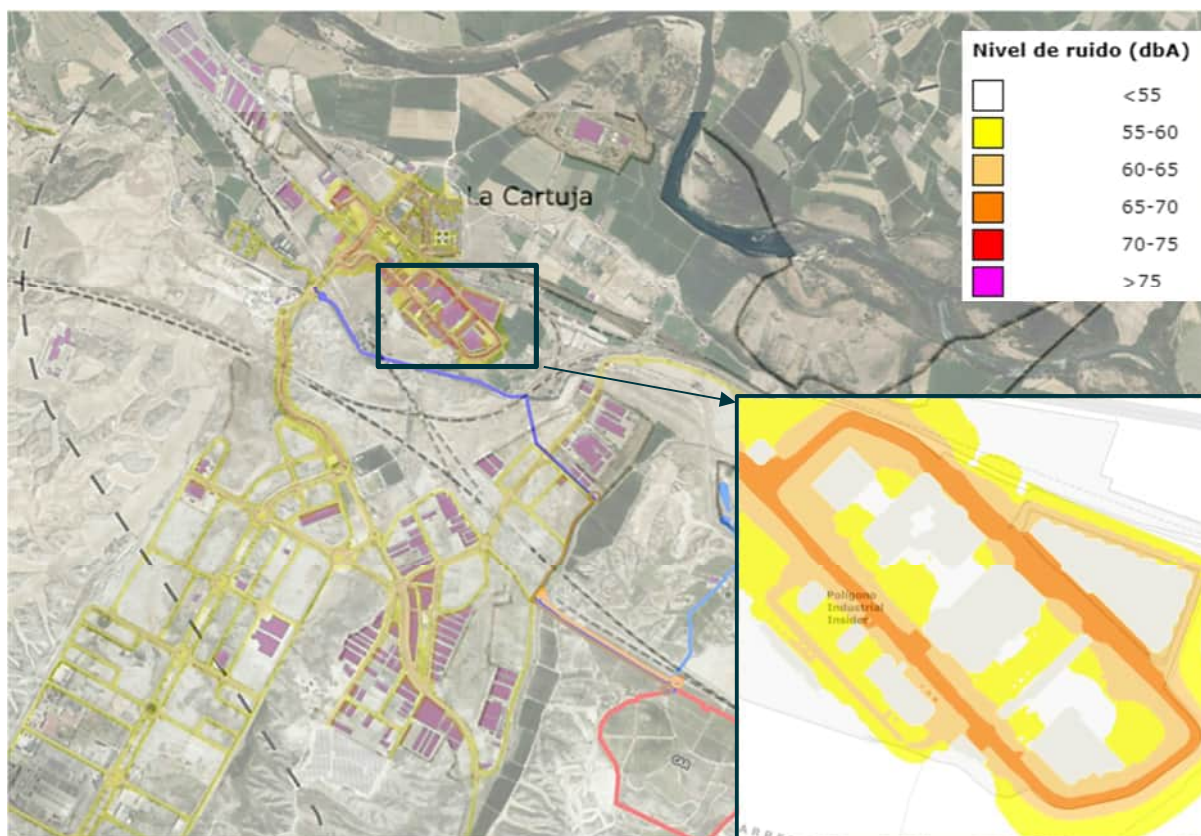 Nivel de ruido (dbA)
<55
55-60
60-65
65-70
70-75
>75
La Cartuja
Polígono
Industrial
Insider